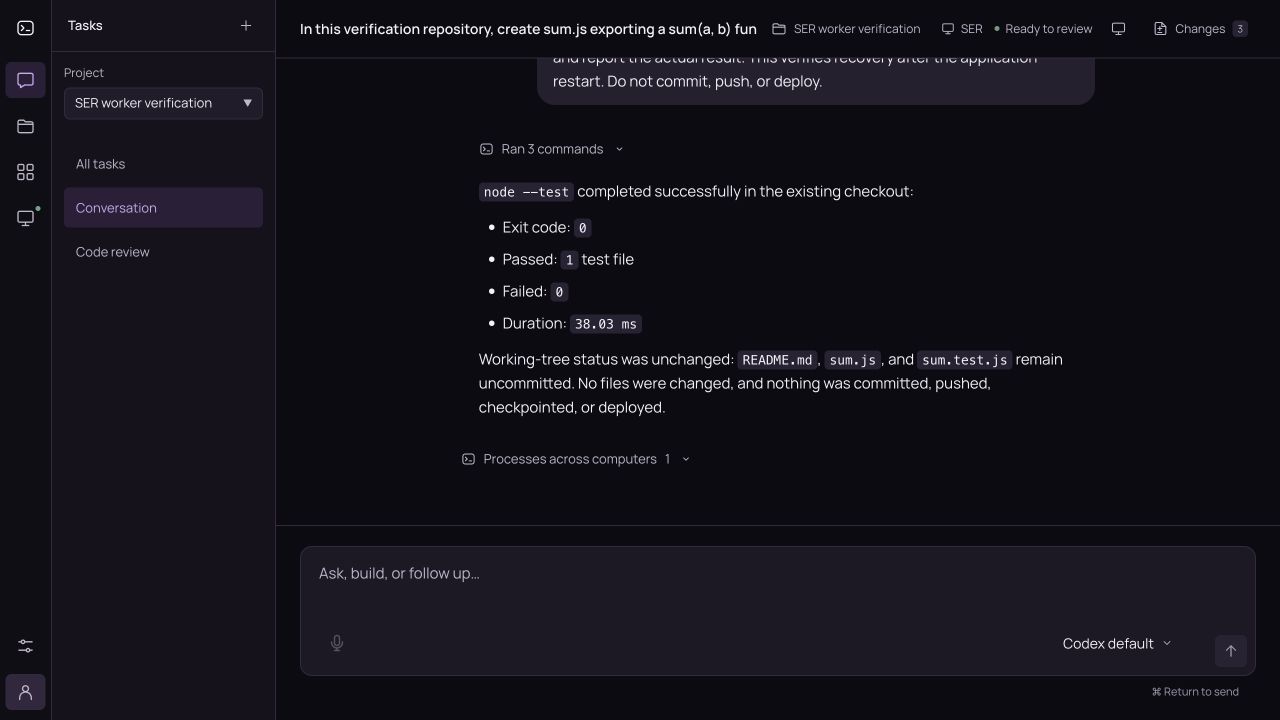 Tasks
Project
SER worker verification
All tasks
Conversation
Code review
In this verification repository, create sum.js exporting a sum(a, b) fun
SER worker verification
SER
Ready to review
Changes 3
and report the actual result. This verifies recovery after the application
restart. Do not commit, push, or deploy.
Ran 3 commands
node --test completed successfully in the existing checkout:
Exit code: 0
Passed: 1 test file
Failed: 0
Duration: 38.03 ms
Working-tree status was unchanged: README.md, sum.js, and sum.test.js remain
uncommitted. No files were changed, and nothing was committed, pushed,
checkpointed, or deployed.
Processes across computers 1
Ask, build, or follow up…
Codex default
⌘ Return to send